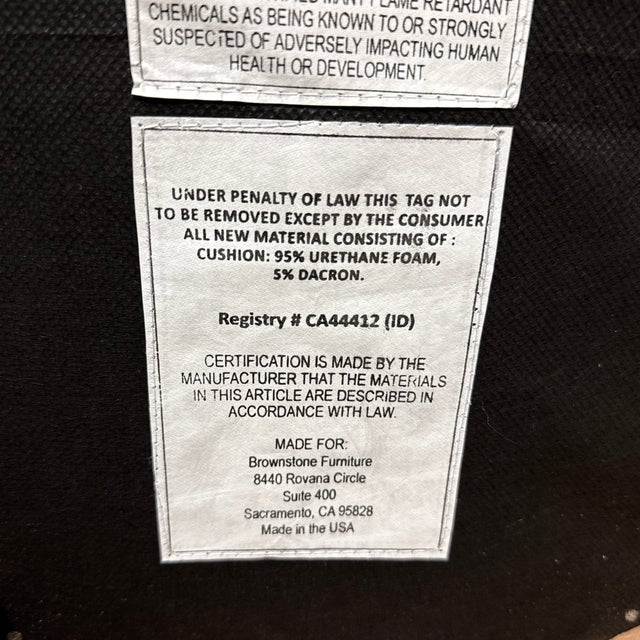 FLAME RETARDANT
CHEMICALS AS BEING KNOWN TO OR STRONGLY
SUSPECTED OF ADVERSELY IMPACTING HUMAN
HEALTH OR DEVELOPMENT.
UNDER PENALTY OF LAW THIS TAG NOT
TO BE REMOVED EXCEPT BY THE CONSUMER
ALL NEW MATERIAL CONSISTING OF :
CUSHION: 95% URETHANE FOAM,
5% DACRON.
Registry # CA44412 (ID)
CERTIFICATION IS MADE BY THE
MANUFACTURER THAT THE MATERIALS
IN THIS ARTICLE ARE DESCRIBED IN
ACCORDANCE WITH LAW.
MADE FOR:
Brownstone Furniture
8440 Rovana Circle
Suite 400
Sacramento, CA 95828
Made in the USA